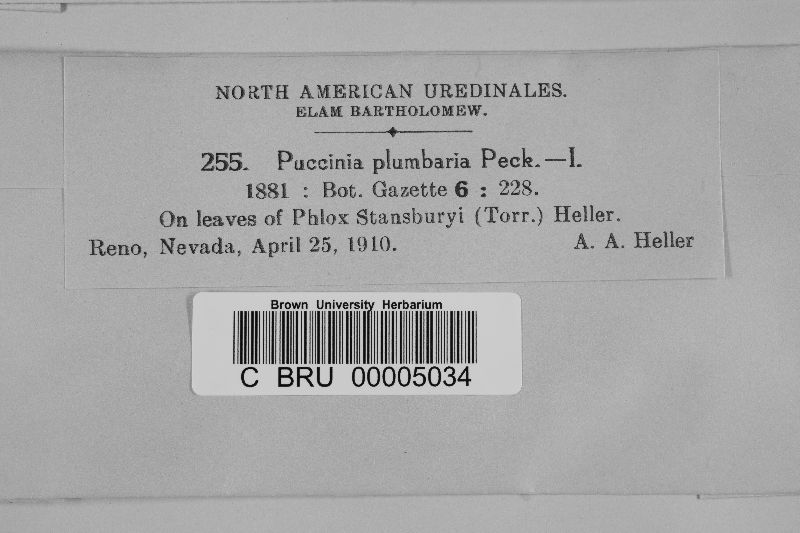 NORTH AMERICAN UREDINALES.
ELAM BARTHOLOMEW.
255. Puccinia plumbaria Peck.—I.
1881 : Bot. Gazette 6 : 228.
On leaves of Phlox Stansburyi (Torr.) Heller.
Reno, Nevada, April 25, 1910. A. A. Heller
Brown University Herbarium
C BRU 00005034